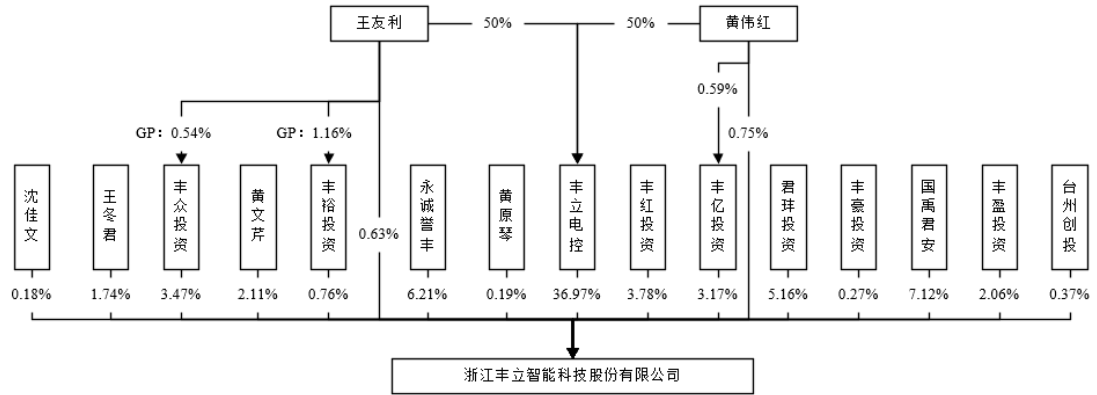 王友利
50%
50%
黄伟红
0.59%
GP：0.54%
GP：1.16%
0.75%
沈佳文
王冬君
丰众投资
黄文芹
丰裕投资
0.63%
永诚誉丰
黄原琴
丰立电控
丰红投资
丰亿投资
君玤投资
丰豪投资
国禹君安
丰盈投资
台州创投
0.18%
1.74%
3.47%
2.11%
0.76%
6.21%
0.19%
36.97%
3.78%
3.17%
5.16%
0.27%
7.12%
2.06%
0.37%
浙江丰立智能科技股份有限公司